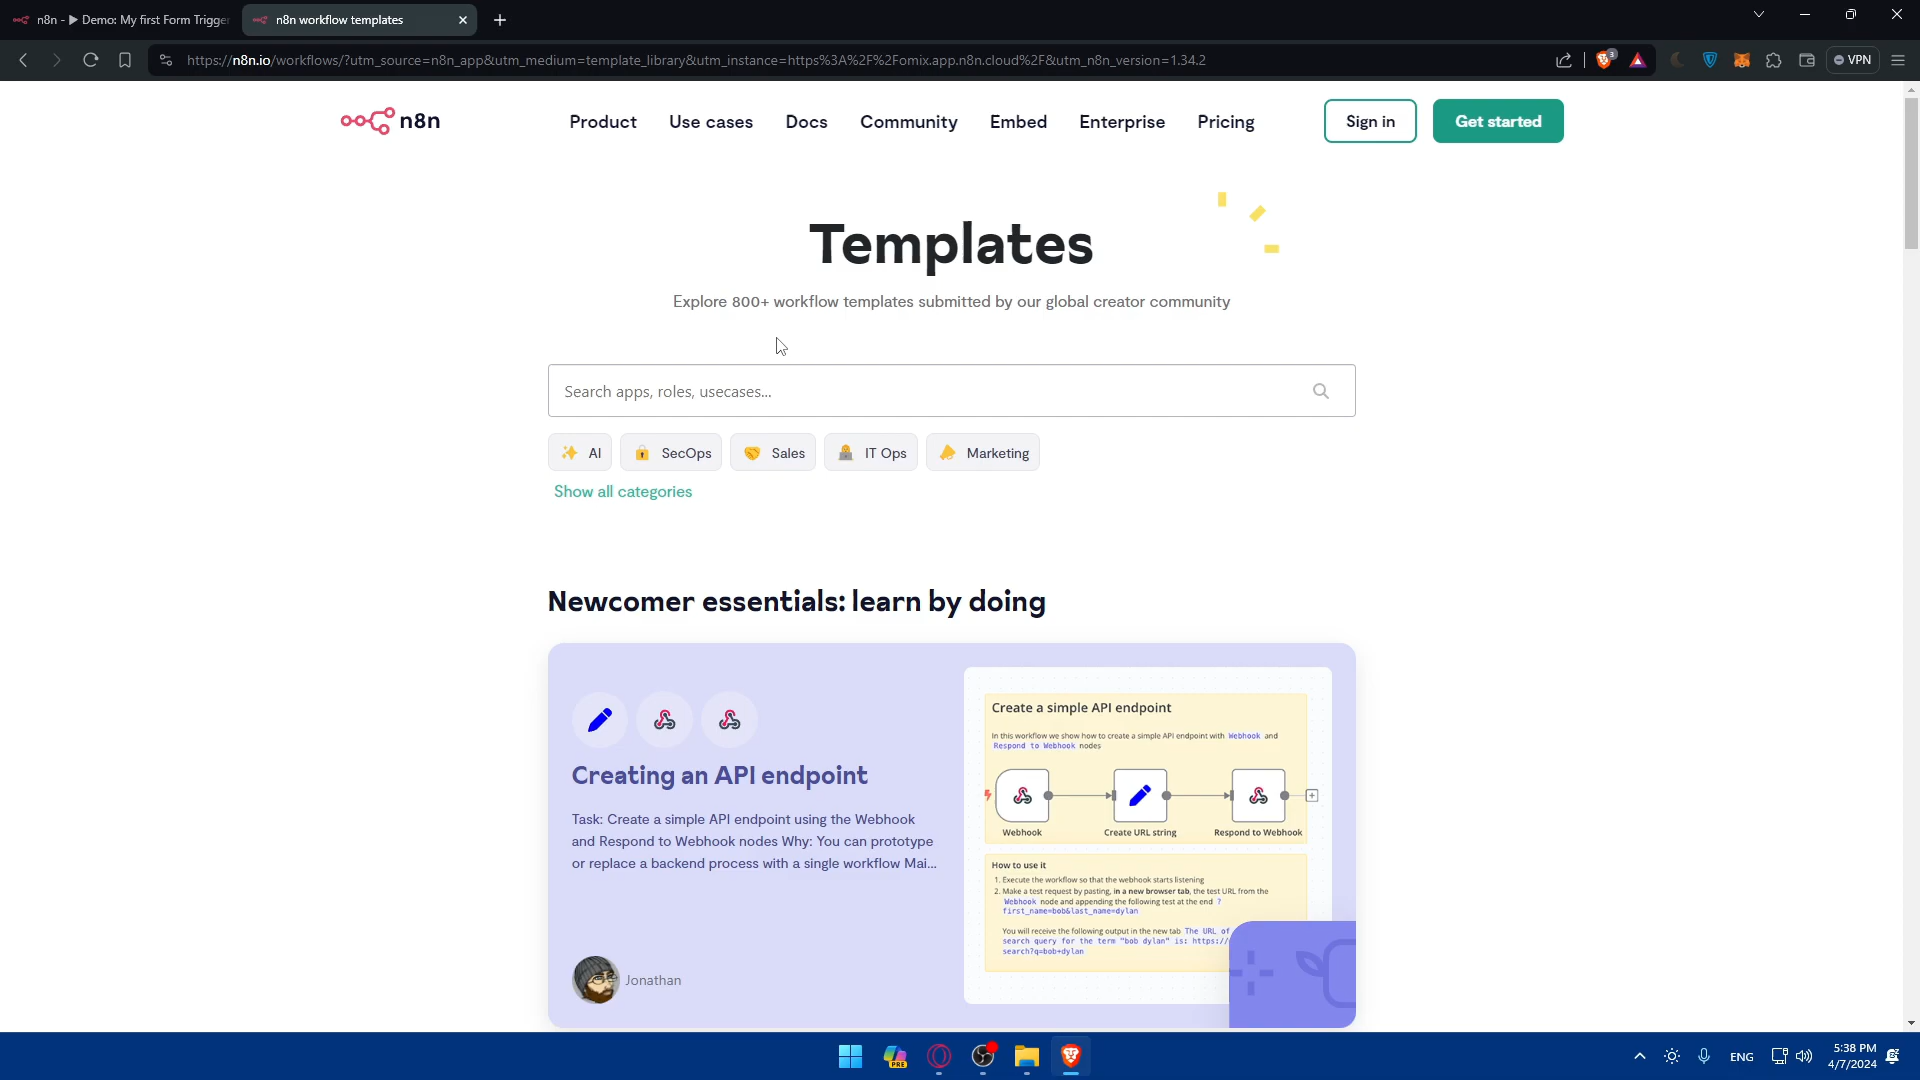 n8n - ▶ Demo: My first Form Trigger
n8n workflow templates
https://n8n.io/workflows/?utm_source=n8n_app&utm_medium=template_library&utm_instance=https%3A%2F%2Fomix.app.n8n.cloud%2F&utm_n8n_version=1.34.2
3
VPN
n8n
Product
Use cases
Docs
Community
Embed
Enterprise
Pricing
Sign in
Get started
Templates
Explore 800+ workflow templates submitted by our global creator community
Search apps, roles, usecases...
AI
SecOps
Sales
IT Ops
Marketing
Show all categories
Newcomer essentials: learn by doing
Creating an API endpoint
Task: Create a simple API endpoint using the Webhook
and Respond to Webhook nodes Why: You can prototype
or replace a backend process with a single workflow Mai...
Jonathan
Create a simple API endpoint
In this workflow we show how to create a simple API endpoint with Webhook and
Respond to Webhook nodes
Webhook
Create URL string
Respond to Webhook
How to use it
1. Execute the workflow so that the webhook starts listening
2. Make a test request by pasting, in a new browser tab, the test URL from the
Webhook node and appending the following test at the end ?
first_name=bob&last_name=dylan
You will receive the following output in the new tab The URL of
search query for the term "bob dylan" is: https://
search?q=bob+dylan
PRE
ENG
5:38 PM
4/7/2024